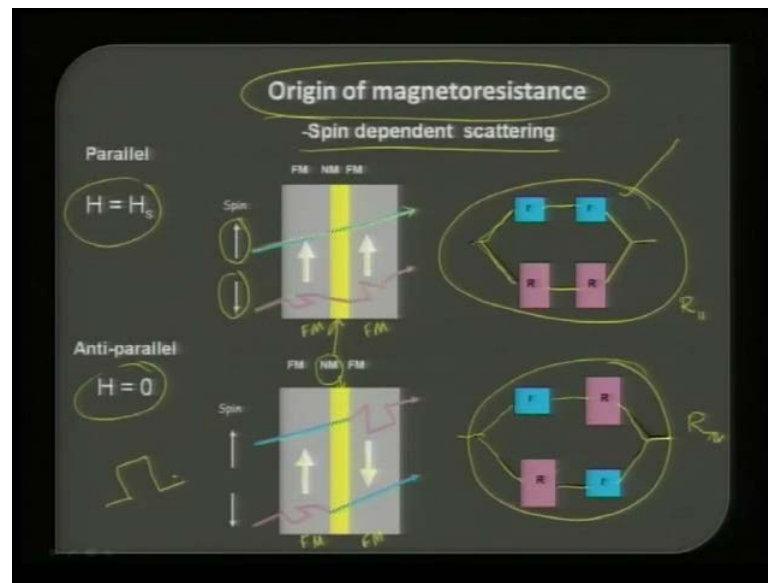 Origin of magnetoresistance
-Spin dependent scattering
Parallel
H = Hs
FM NM FM
Spin
r r
R R
R11
FM FM
Anti-parallel
H = 0
FM NM FM
Spin
r R
R r
FM FM